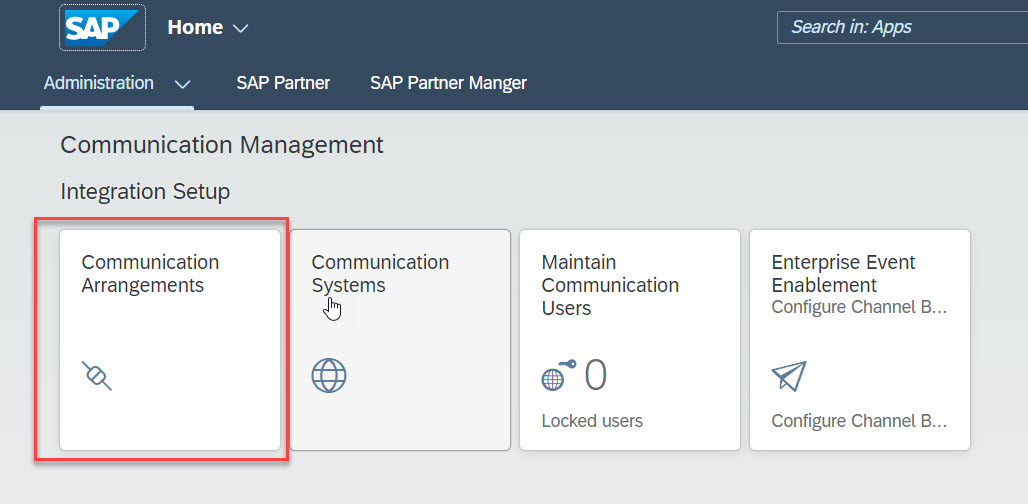 SAP
Home
Search in: Apps
Administration
SAP Partner
SAP Partner Manger
Communication Management
Integration Setup
Communication
Arrangements
Communication
Systems
Maintain
Communication
Users
0
Locked users
Enterprise Event
Enablement
Configure Channel B...
Configure Channel B...